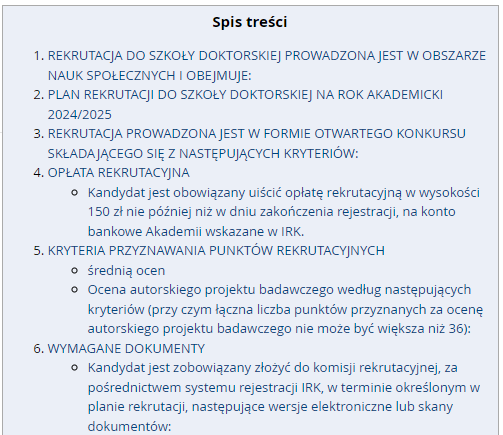 Spis treści
1. REKRUTACJA DO SZKOŁY DOKTORSKIEJ PROWADZONA JEST W OBSZARZE
NAUK SPOŁECZNYCH I OBEJMUJE:
2. PLAN REKRUTACJI DO SZKOŁY DOKTORSKIEJ NA ROK AKADEMICKI
2024/2025
3. REKRUTACJA PROWADZONA JEST W FORMIE OTWARTEGO KONKURSU
SKŁADAJĄCEGO SIĘ Z NASTĘPUJĄCYCH KRYTERIÓW:
4. OPŁATA REKRUTACYJNA
Kandydat jest obowiązany uiścić opłatę rekrutacyjną w wysokości
150 zł nie później niż w dniu zakończenia rejestracji, na konto
bankowe Akademii wskazane w IRK.
5. KRYTERIA PRZYZNAWANIA PUNKTÓW REKRUTACYJNYCH
średnią ocen
Ocena autorskiego projektu badawczego według następujących
kryteriów (przy czym łączna liczba punktów przyznanych za ocenę
autorskiego projektu badawczego nie może być większa niż 36):
6. WYMAGANE DOKUMENTY
Kandydat jest zobowiązany złożyć do komisji rekrutacyjnej, za
pośrednictwem systemu rejestracji IRK, w terminie określonym w
planie rekrutacji, następujące wersje elektroniczne lub skany
dokumentów: